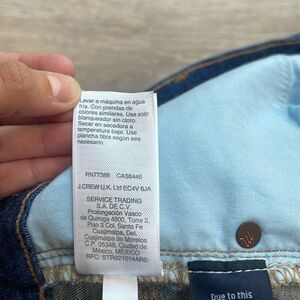 Lavar a máquina en agua
fría. Con prendas de
colores similares. Use solo
blanqueador sin cloro.
Secar en secadora a
temperatura baja. Use
plancha tibia según sea
necesario.
RN77388 CA56445
J.CREW U.K. Ltd EC4V 6JA
SERVICE TRADING
S.A. DE C.V.
Prolongación Vasco
de Quiroga 4800, Torre 2,
Piso 3 Col. Santa Fe
Cuajimalpa, Del.
Cuajimalpa de Morelos
C.P. 05348, Ciudad de
México, MEXICO
RFC: STR921014AR0
Due to this